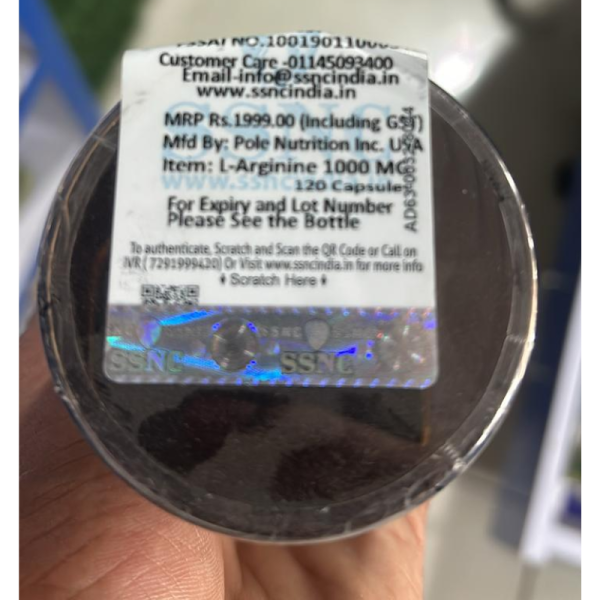 Customer Care -01145093400
Email-info@ssncindia.in
www.ssncindia.in
SSNC
MRP Rs.1999.00 (Including GST)
Mfd By: Pole Nutrition Inc. USA
Item: L-Arginine 1000 MG
120 Capsules
For Expiry and Lot Number
Please See the Bottle
To authenticate, Scratch and Scan the QR Code or Call on
IVR (7291999420) Or Visit www.ssncindia.in for more info
Scratch Here
SSNC
SSNC
SSNC